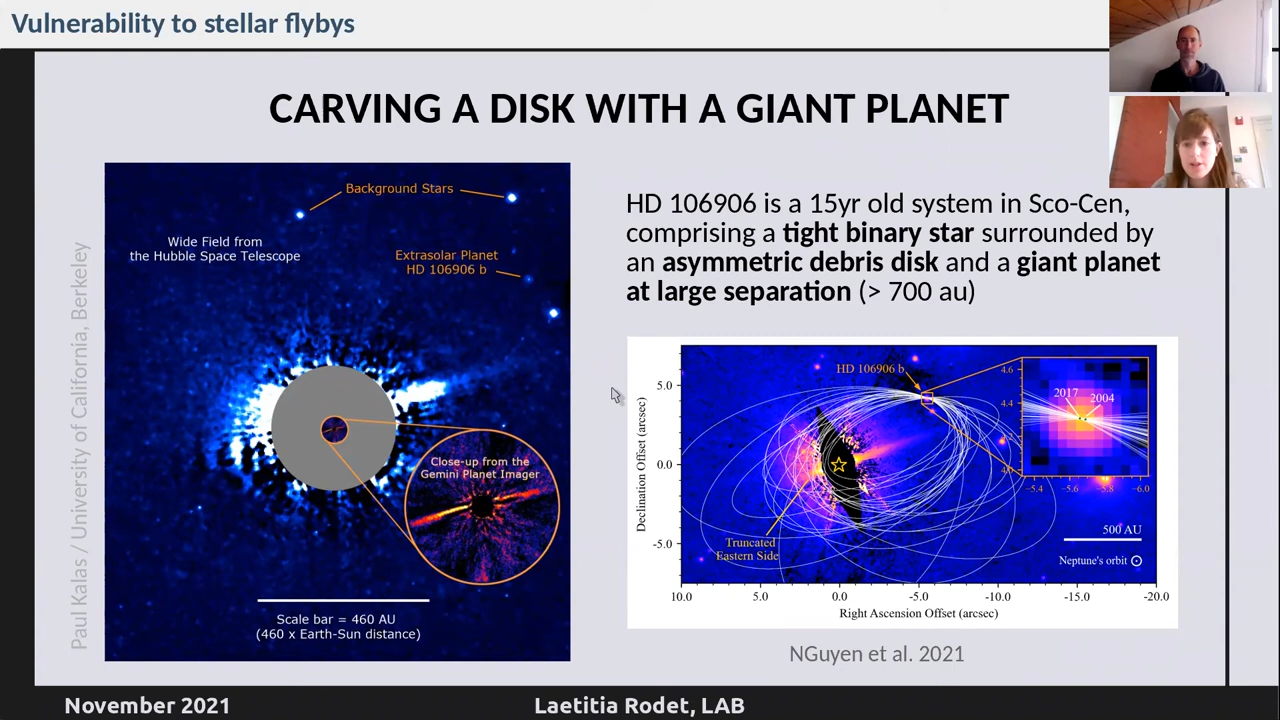 Vulnerability to stellar flybys
CARVING A DISK WITH A GIANT PLANET
Paul Kalas / University of California, Berkeley
Background Stars
Wide Field from
the Hubble Space Telescope
Extrasolar Planet
HD 106906 b
Close-up from the
Gemini Planet Imager
Scale bar = 460 AU
(460 x Earth-Sun distance)
HD 106906 is a 15yr old system in Sco-Cen,
comprising a tight binary star surrounded by
an asymmetric debris disk and a giant planet
at large separation (> 700 au)
HD 106906 b
2017
2004
4.6
4.4
-5.4
-5.6
-5.8
-6.0
5.0
0.0
-5.0
Declination Offset (arcsec)
Truncated
Eastern Side
500 AU
Neptune's orbit
10.0
5.0
0.0
-5.0
-10.0
-15.0
-20.0
Right Ascension Offset (arcsec)
NGuyen et al. 2021
November 2021
Laetitia Rodet, LAB